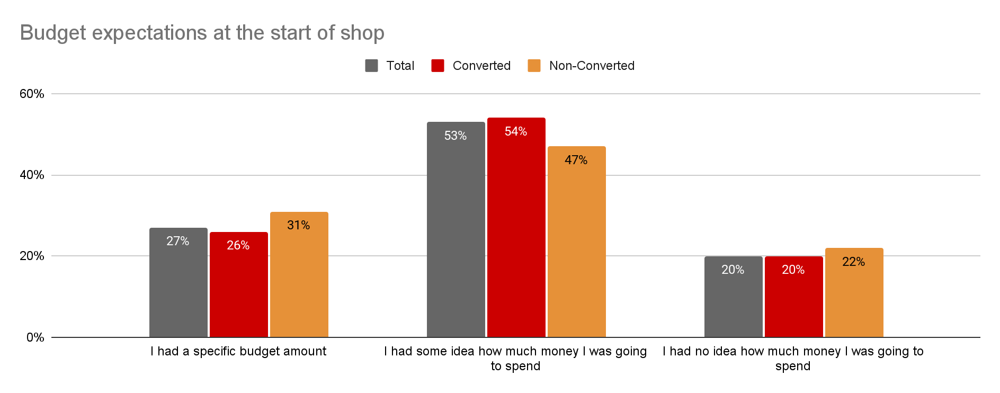 Budget expectations at the start of shop
Total Converted Non-Converted
60%
40%
20%
0%
27%
26%
31%
53%
54%
47%
20%
20%
22%
I had a specific budget amount
I had some idea how much money I was going
to spend
I had no idea how much money I was going to
spend